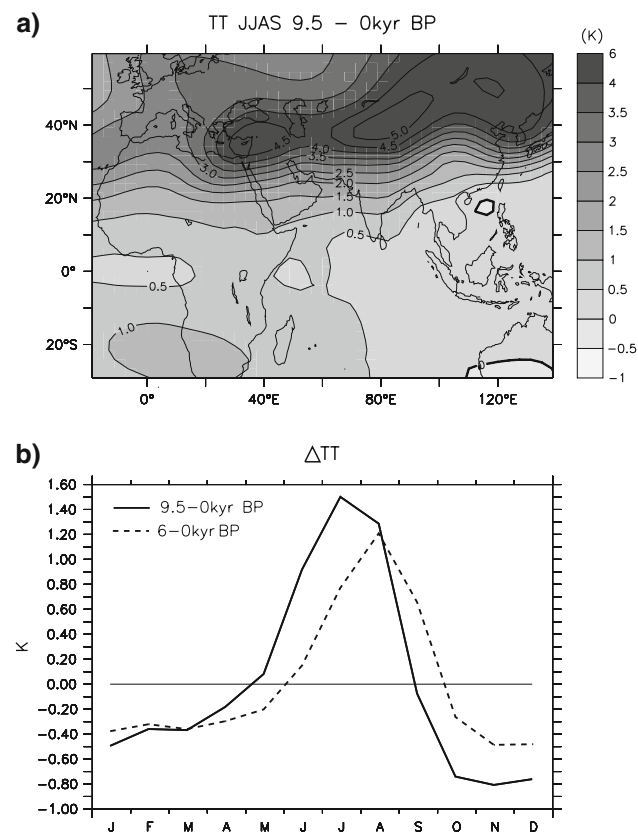 a)
TT JJAS 9.5 – 0kyr BP
(K)
6
4
3.5
3
2.5
2
1.5
1
0.5
0
−0.5
−1
40°N
20°N
0°
20°S
0°
40°E
80°E
120°E
3.0
4.5
4.0
3.5
5.0
4.5
2.5
2.0
1.5
1.0
0.5
0.5
1.0
0
b)
△TT
9.5–0kyr BP
6–0kyr BP
K
1.60
1.40
1.20
1.00
0.80
0.60
0.40
0.20
0.00
−0.20
−0.40
−0.60
−0.80
−1.00
J F M A M J J A S O N D